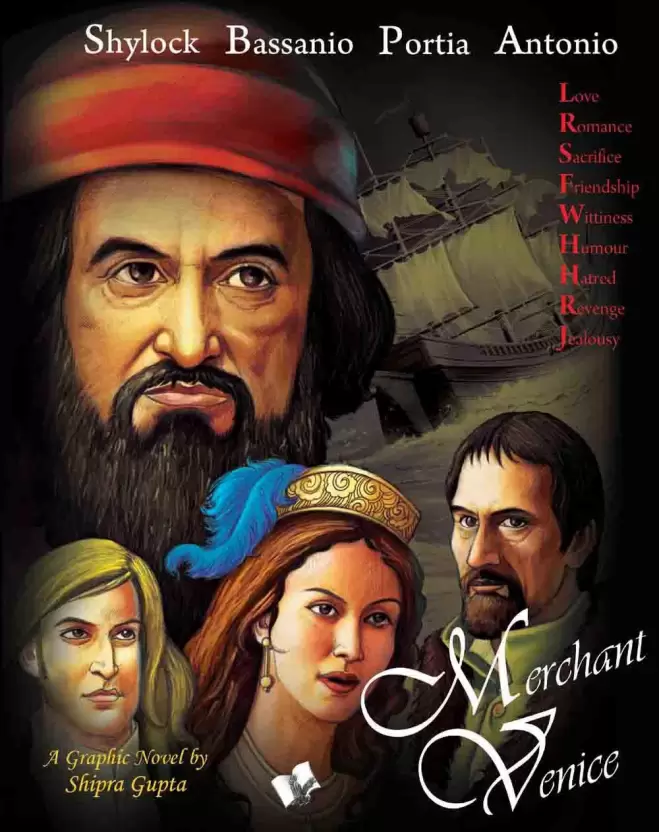 Shylock Bassanio Portia Antonio
Love
Romance
Sacrifice
Friendship
Wittiness
Humour
Hatred
Revenge
Jealousy
Merchant
Venice
A Graphic Novel by
Shipra Gupta